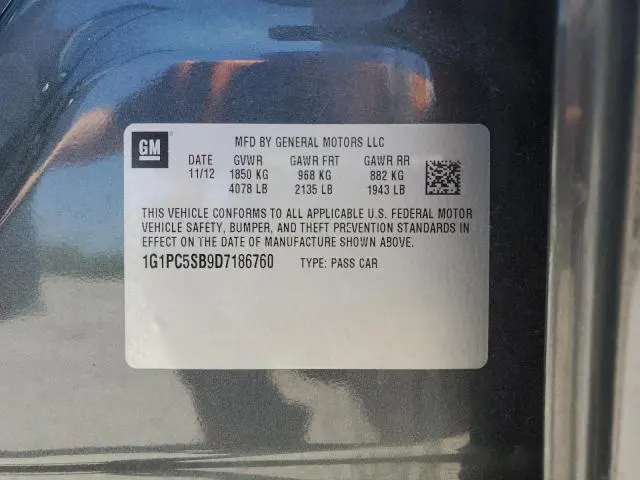 GM
MFD BY GENERAL MOTORS LLC
DATE GVWR GAWR FRT GAWR RR
11/12 1850 KG 968 KG 882 KG
4078 LB 2135 LB 1943 LB
THIS VEHICLE CONFORMS TO ALL APPLICABLE U.S. FEDERAL MOTOR
VEHICLE SAFETY, BUMPER, AND THEFT PREVENTION STANDARDS IN
EFFECT ON THE DATE OF MANUFACTURE SHOWN ABOVE.
1G1PC5SB9D7186760 TYPE: PASS CAR